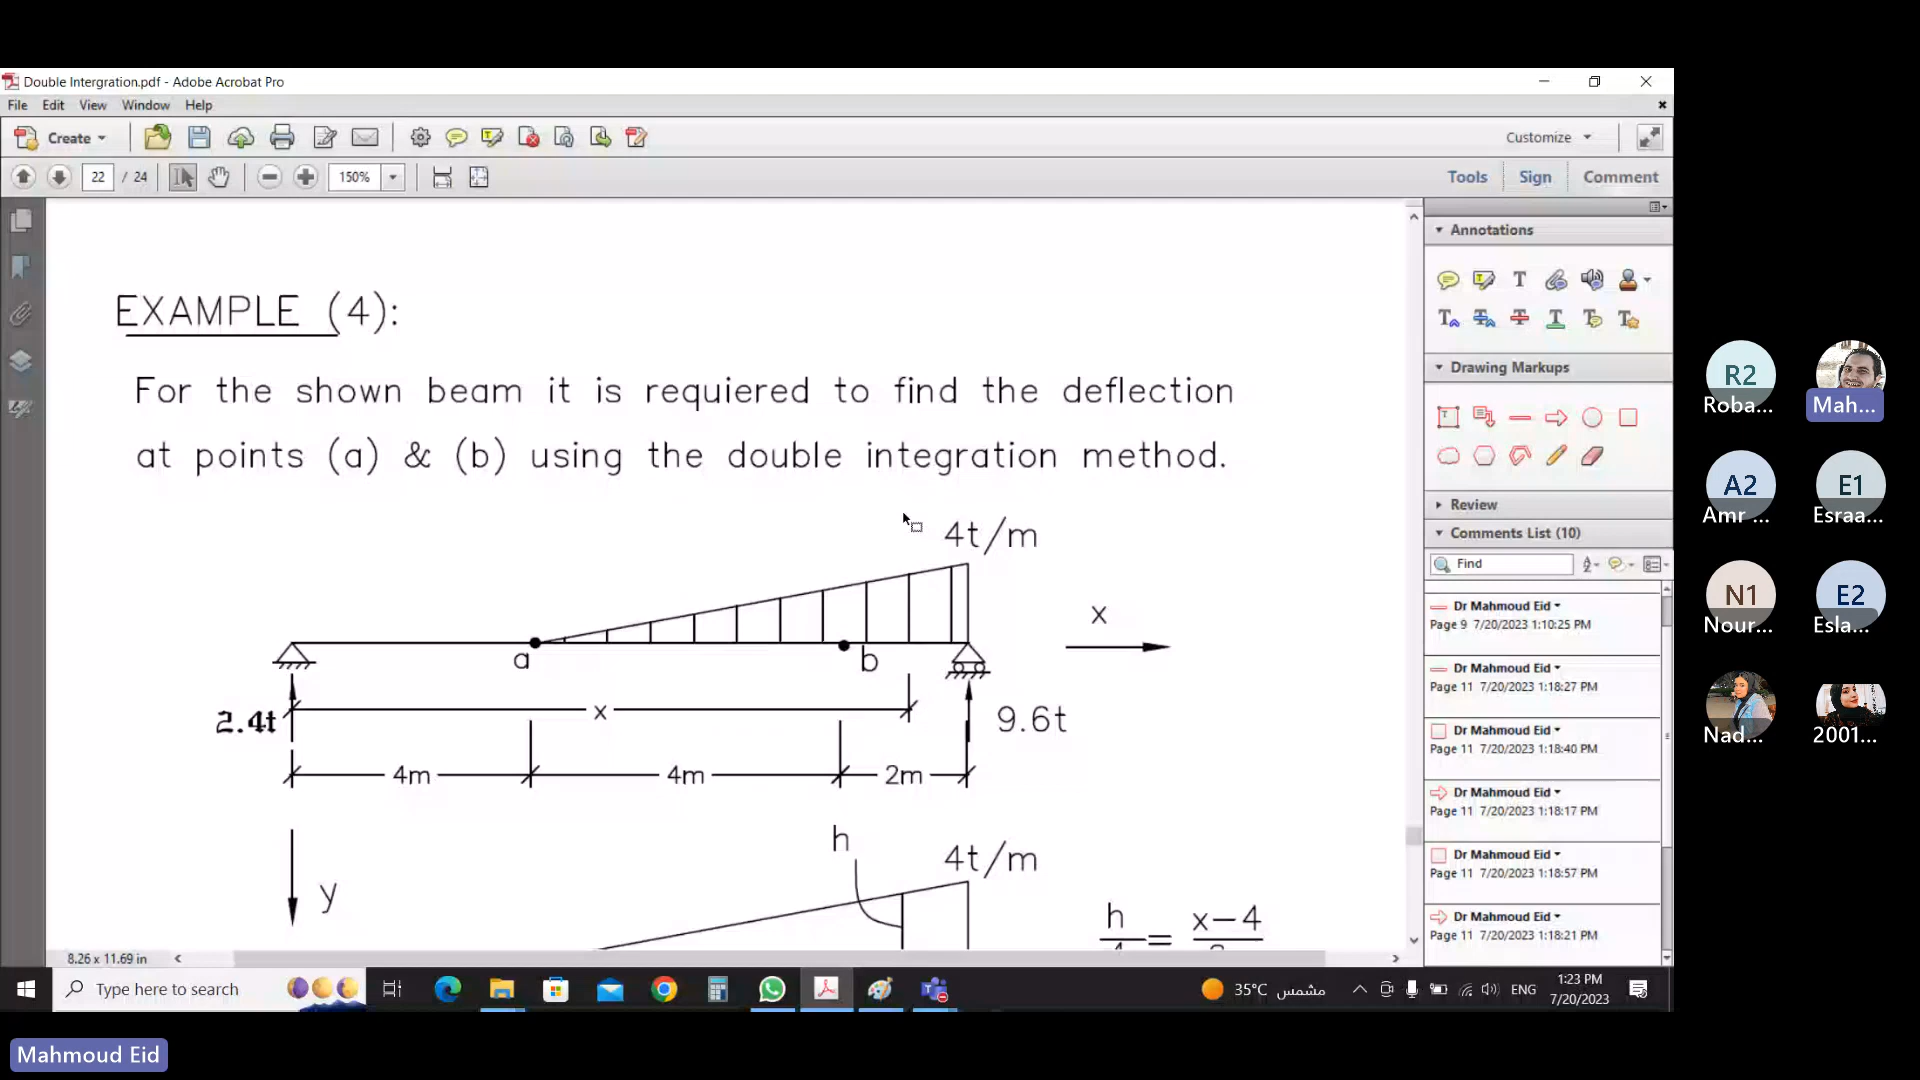 Double Intergration.pdf - Adobe Acrobat Pro
File Edit View Window Help
Create
Customize
22 / 24
150%
Tools Sign Comment
EXAMPLE (4):
For the shown beam it is requiered to find the deflection
at points (a) & (b) using the double integration method.
4t/m
x
a
b
2.4t
x
9.6t
4m
4m
2m
y
h
4t/m
h = x-4
8.26 x 11.69 in
Annotations
Drawing Markups
Review
Comments List (10)
Find
Dr Mahmoud Eid
Page 9 7/20/2023 1:10:25 PM
Dr Mahmoud Eid
Page 11 7/20/2023 1:18:27 PM
Dr Mahmoud Eid
Page 11 7/20/2023 1:18:40 PM
Dr Mahmoud Eid
Page 11 7/20/2023 1:18:17 PM
Dr Mahmoud Eid
Page 11 7/20/2023 1:18:57 PM
Dr Mahmoud Eid
Page 11 7/20/2023 1:18:21 PM
R2
Roba...
Mah...
A2
Amr ...
E1
Esraa...
N1
Nour...
E2
Esla...
Nad...
2001...
Type here to search
35°C مشمس
ENG
1:23 PM
7/20/2023
Mahmoud Eid